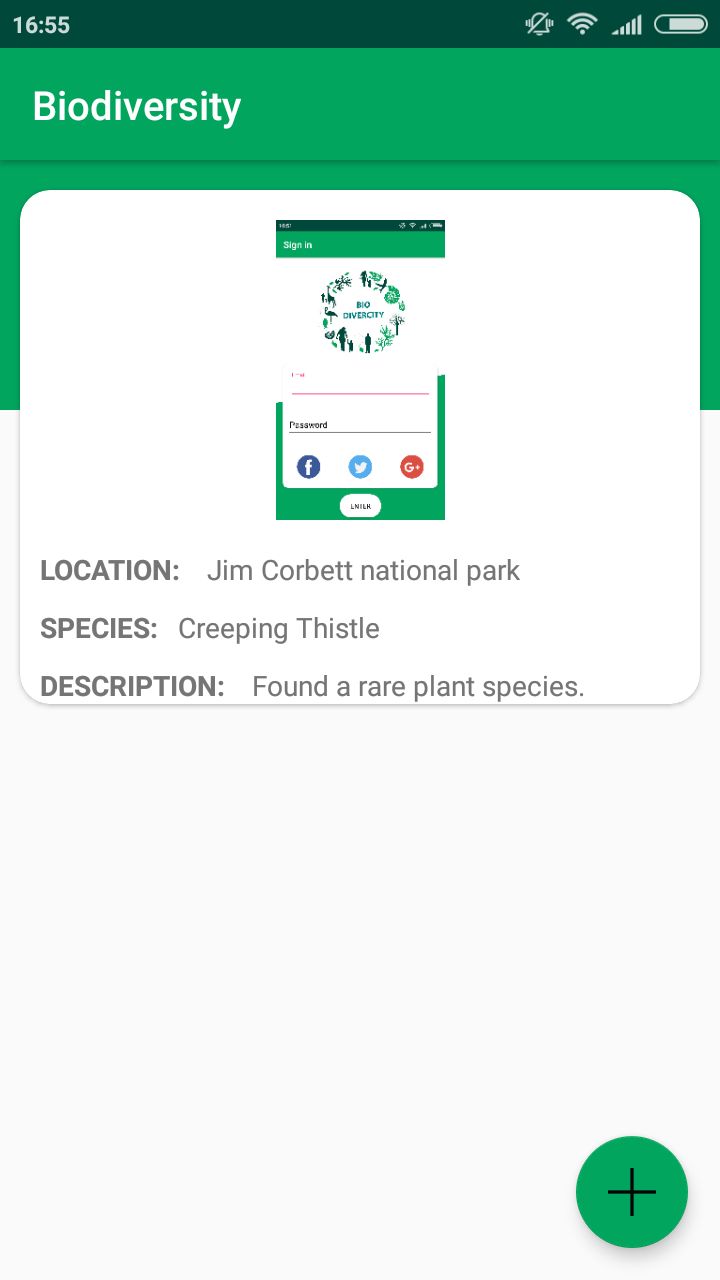 16:55
Biodiversity
16:51
Sign in
BIO
DIVERCITY
Password
f
G+
ENTER
LOCATION: Jim Corbett national park
SPECIES: Creeping Thistle
DESCRIPTION: Found a rare plant species.